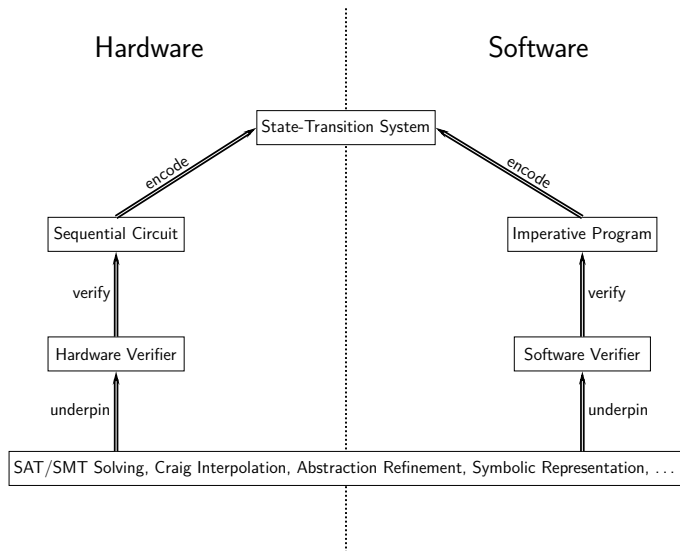 Hardware
Software
State-Transition System
encode
encode
Sequential Circuit
Imperative Program
verify
verify
Hardware Verifier
Software Verifier
underpin
underpin
SAT/SMT Solving, Craig Interpolation, Abstraction Refinement, Symbolic Representation, ...